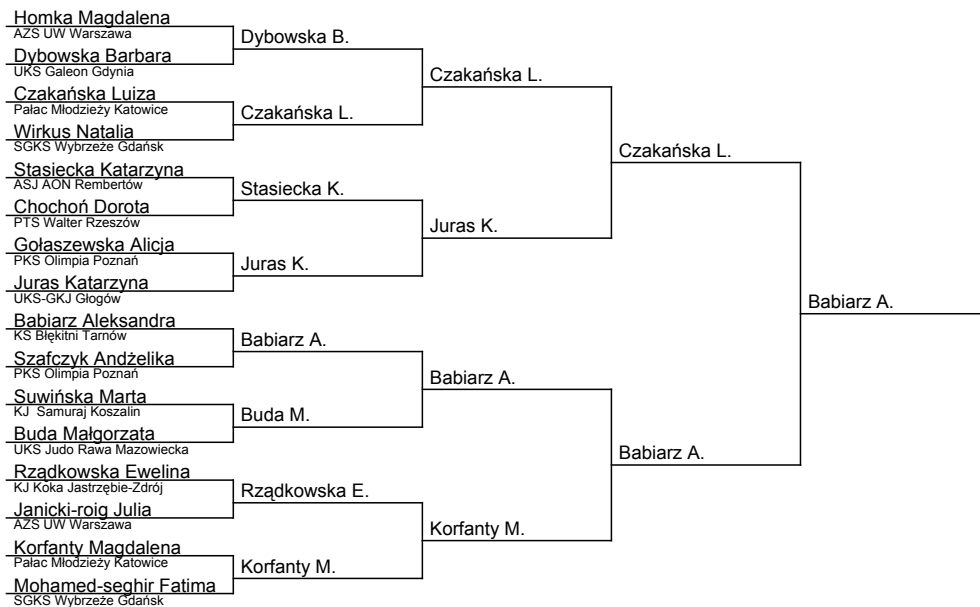 Homka Magdalena
AZS UW Warszawa
Dybowska Barbara
UKS Galeon Gdynia
Czakańska Luiza
Pałac Młodzieży Katowice
Wirkus Natalia
SGKS Wybrzeże Gdańsk
Stasiecka Katarzyna
ASJ AON Rembertów
Chochoń Dorota
PTS Walter Rzeszów
Gołaszewska Alicja
PKS Olimpia Poznań
Juras Katarzyna
UKS-GKJ Głogów
Babiarz Aleksandra
KS Błękitni Tarnów
Szafczyk Andżelika
PKS Olimpia Poznań
Suwińska Marta
KJ Samuraj Koszalin
Buda Małgorzata
UKS Judo Rawa Mazowiecka
Rządkowska Ewelina
KJ Koka Jastrzębie-Zdrój
Janicki-roig Julia
AZS UW Warszawa
Korfanty Magdalena
Pałac Młodzieży Katowice
Mohamed-seghir Fatima
SGKS Wybrzeże Gdańsk
Dybowska B.
Czakańska L.
Stasiecka K.
Juras K.
Babiarz A.
Buda M.
Rządkowska E.
Korfanty M.
Czakańska L.
Juras K.
Babiarz A.
Korfanty M.
Czakańska L.
Babiarz A.
Babiarz A.